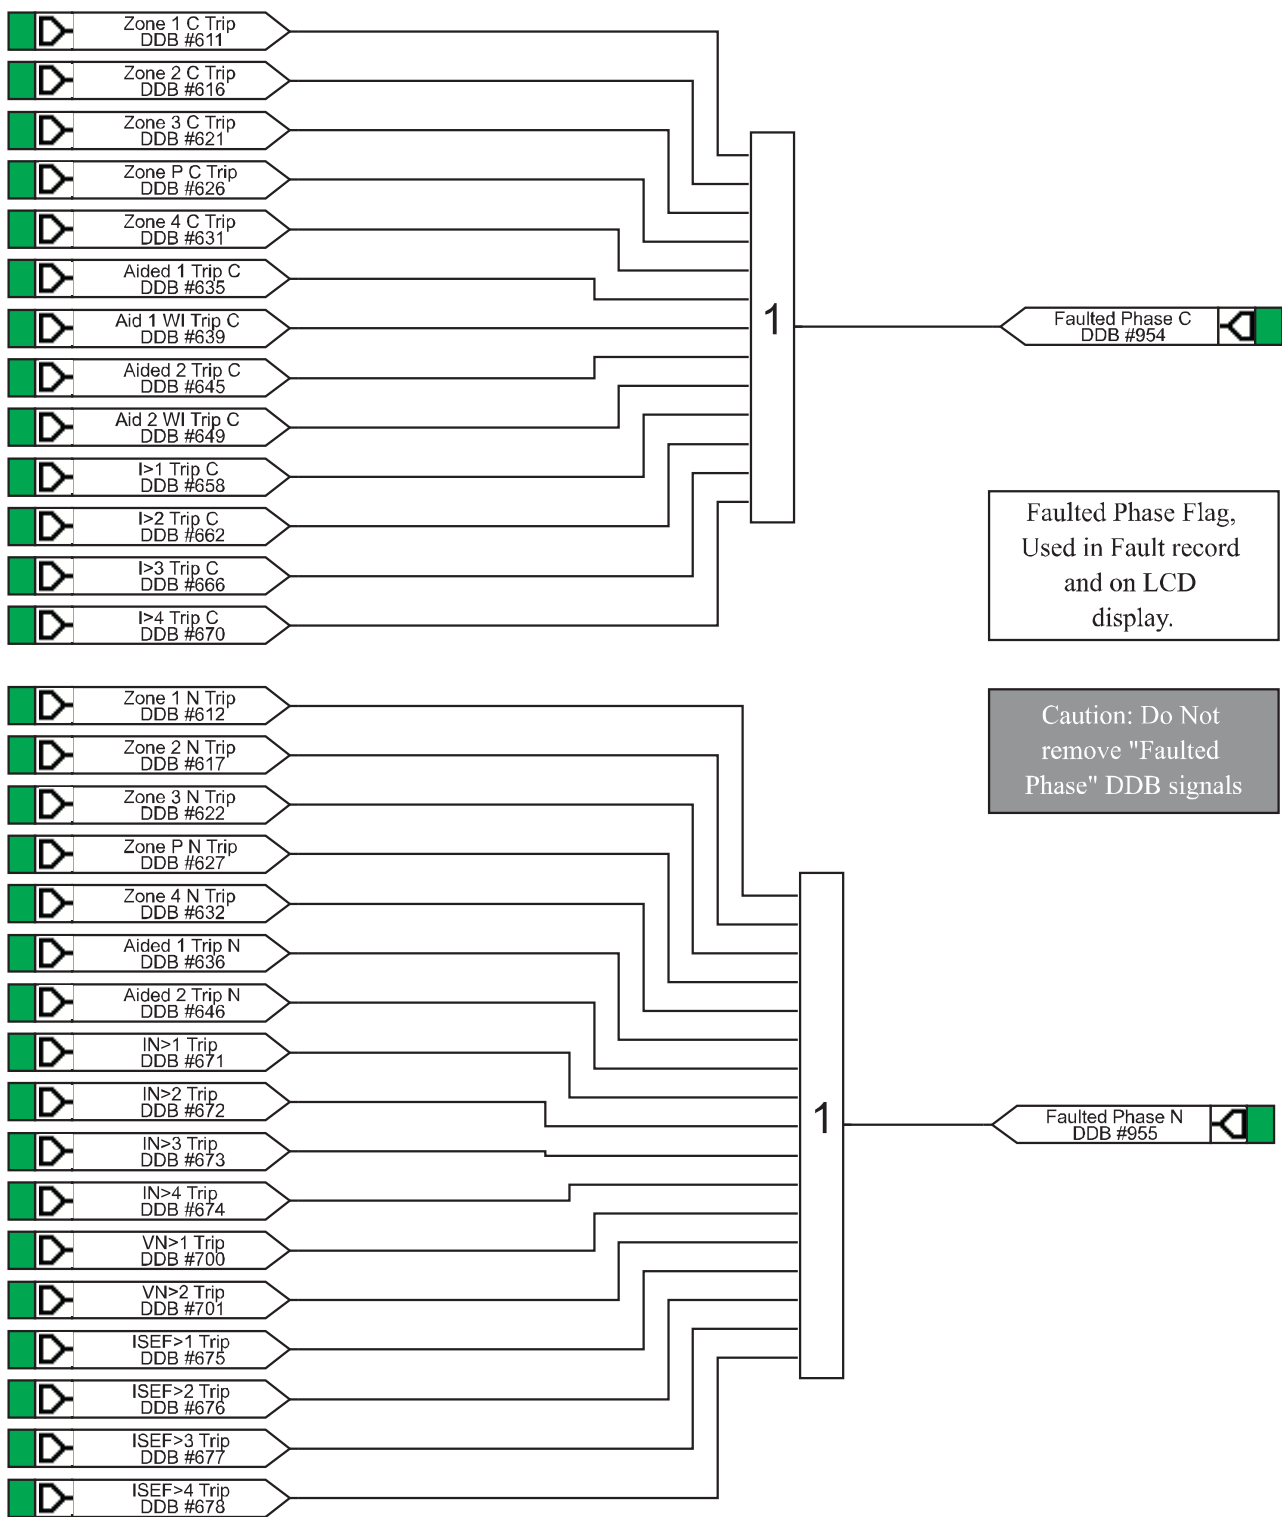 Zone 1 C Trip
DDB #611
Zone 2 C Trip
DDB #616
Zone 3 C Trip
DDB #621
Zone P C Trip
DDB #626
Zone 4 C Trip
DDB #631
Aided 1 Trip C
DDB #635
Aid 1 WI Trip C
DDB #639
Aided 2 Trip C
DDB #645
Aid 2 WI Trip C
DDB #649
I>1 Trip C
DDB #658
I>2 Trip C
DDB #662
I>3 Trip C
DDB #666
I>4 Trip C
DDB #670
1
Faulted Phase C
DDB #954
Faulted Phase Flag,
Used in Fault record
and on LCD
display.
Caution: Do Not
remove "Faulted
Phase" DDB signals
Zone 1 N Trip
DDB #612
Zone 2 N Trip
DDB #617
Zone 3 N Trip
DDB #622
Zone P N Trip
DDB #627
Zone 4 N Trip
DDB #632
Aided 1 Trip N
DDB #636
Aided 2 Trip N
DDB #646
IN>1 Trip
DDB #671
IN>2 Trip
DDB #672
IN>3 Trip
DDB #673
IN>4 Trip
DDB #674
VN>1 Trip
DDB #700
VN>2 Trip
DDB #701
ISEF>1 Trip
DDB #675
ISEF>2 Trip
DDB #676
ISEF>3 Trip
DDB #677
ISEF>4 Trip
DDB #678
1
Faulted Phase N
DDB #955